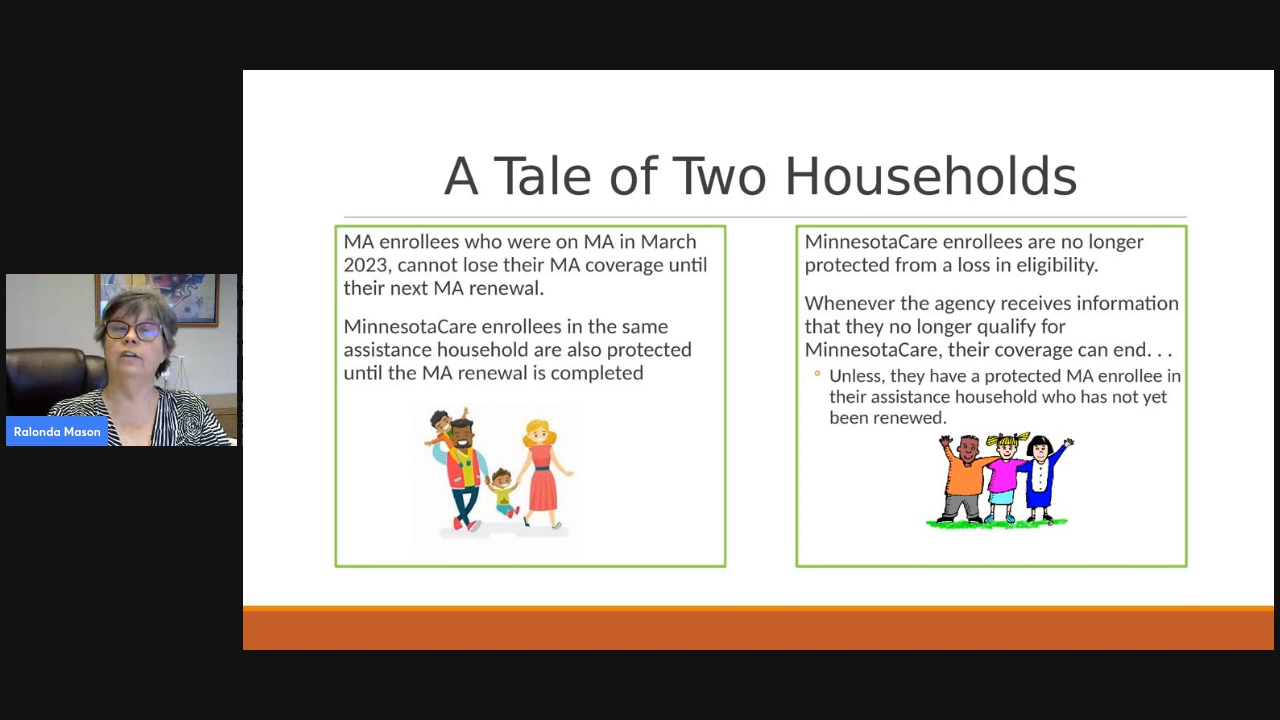 A Tale of Two Households
MA enrollees who were on MA in March
2023, cannot lose their MA coverage until
their next MA renewal.
MinnesotaCare enrollees in the same
assistance household are also protected
until the MA renewal is completed
MinnesotaCare enrollees are no longer
protected from a loss in eligibility.
Whenever the agency receives information
that they no longer qualify for
MinnesotaCare, their coverage can end. . .
Unless, they have a protected MA enrollee in
their assistance household who has not yet
been renewed.
Ralonda Mason